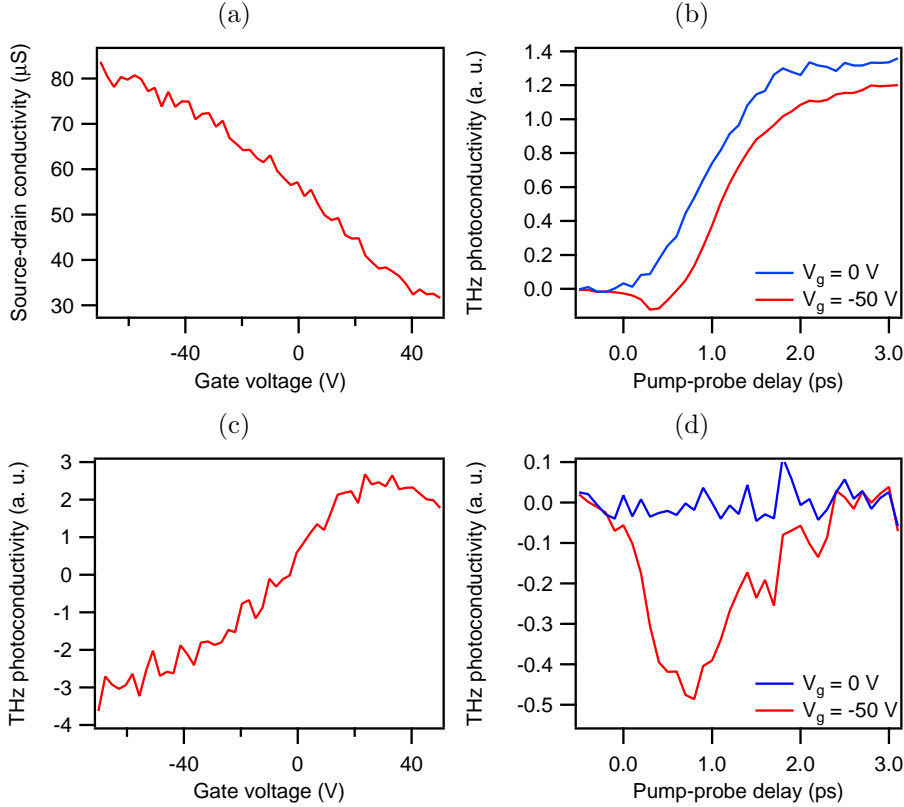 (a)
Source-drain conductivity (µS)
80
70
60
50
40
30
-40
0
40
Gate voltage (V)
(b)
THz photoconductivity (a. u.)
1.4
1.2
1.0
0.8
0.6
0.4
0.2
0.0
V_g = 0 V
V_g = -50 V
0.0
1.0
2.0
3.0
Pump-probe delay (ps)
(c)
THz photoconductivity (a. u.)
3
2
1
0
-1
-2
-3
-4
-40
0
40
Gate voltage (V)
(d)
THz photoconductivity (a. u.)
0.1
0.0
-0.1
-0.2
-0.3
-0.4
-0.5
V_g = 0 V
V_g = -50 V
0.0
1.0
2.0
3.0
Pump-probe delay (ps)